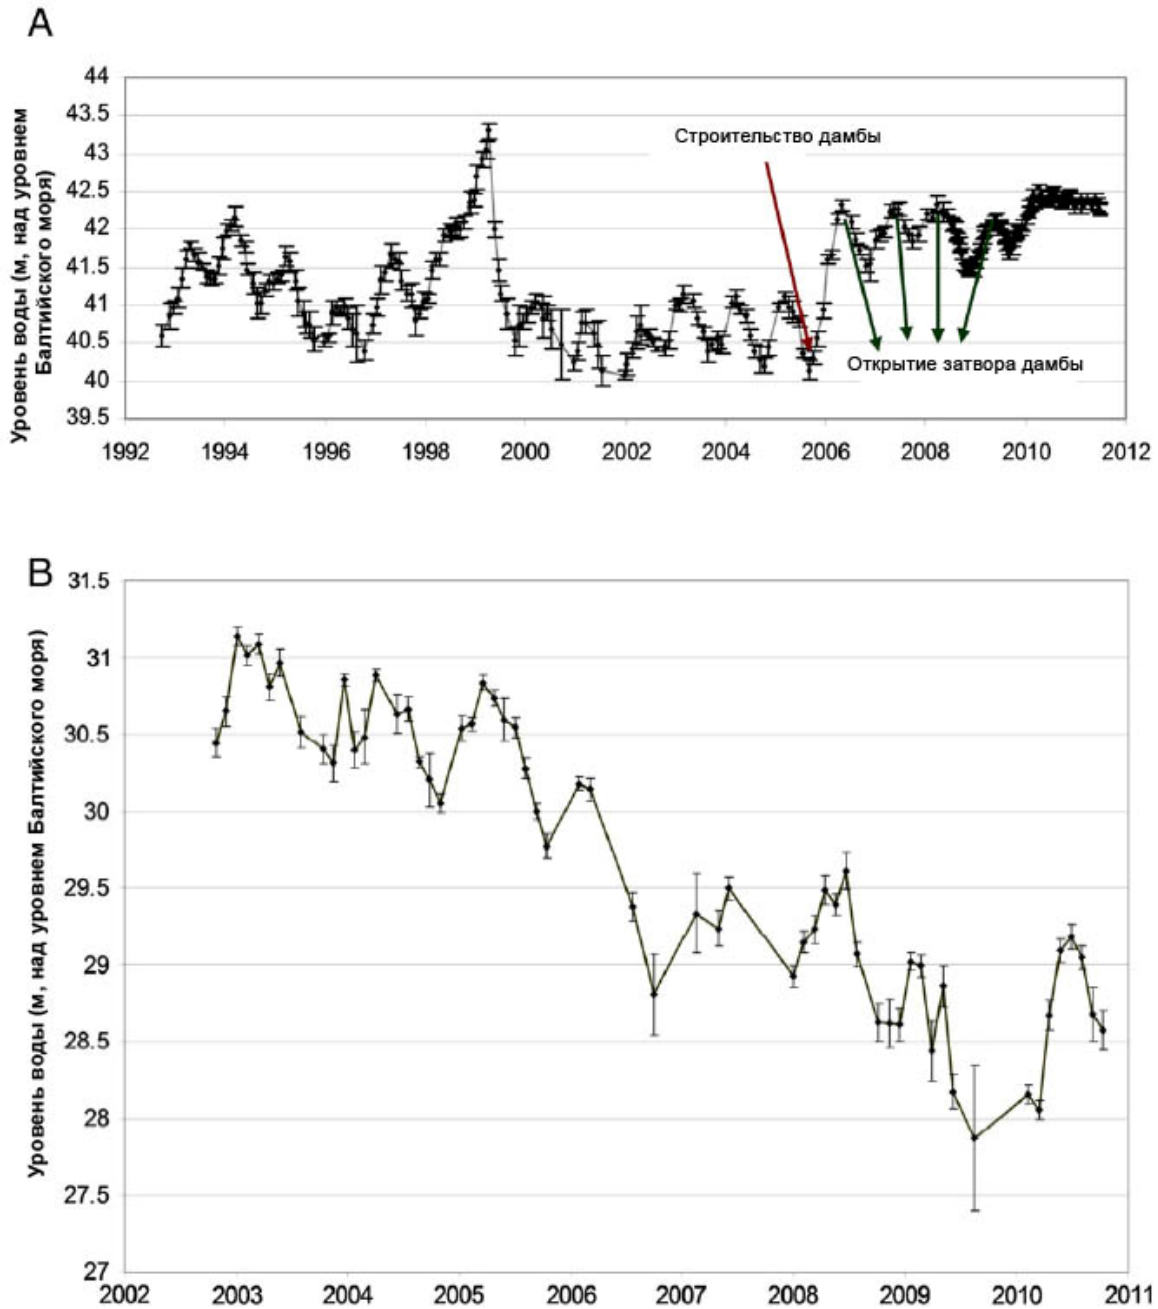 A
Уровень воды (м, над уровнем
Балтийского моря)
44
43.5
43
42.5
42
41.5
41
40.5
40
39.5
Строительство дамбы
Открытие затвора дамбы
1992 1994 1996 1998 2000 2002 2004 2006 2008 2010 2012
B
Уровень воды (м, над уровнем Балтийского моря)
31.5
31
30.5
30
29.5
29
28.5
28
27.5
27
2002 2003 2004 2005 2006 2007 2008 2009 2010 2011